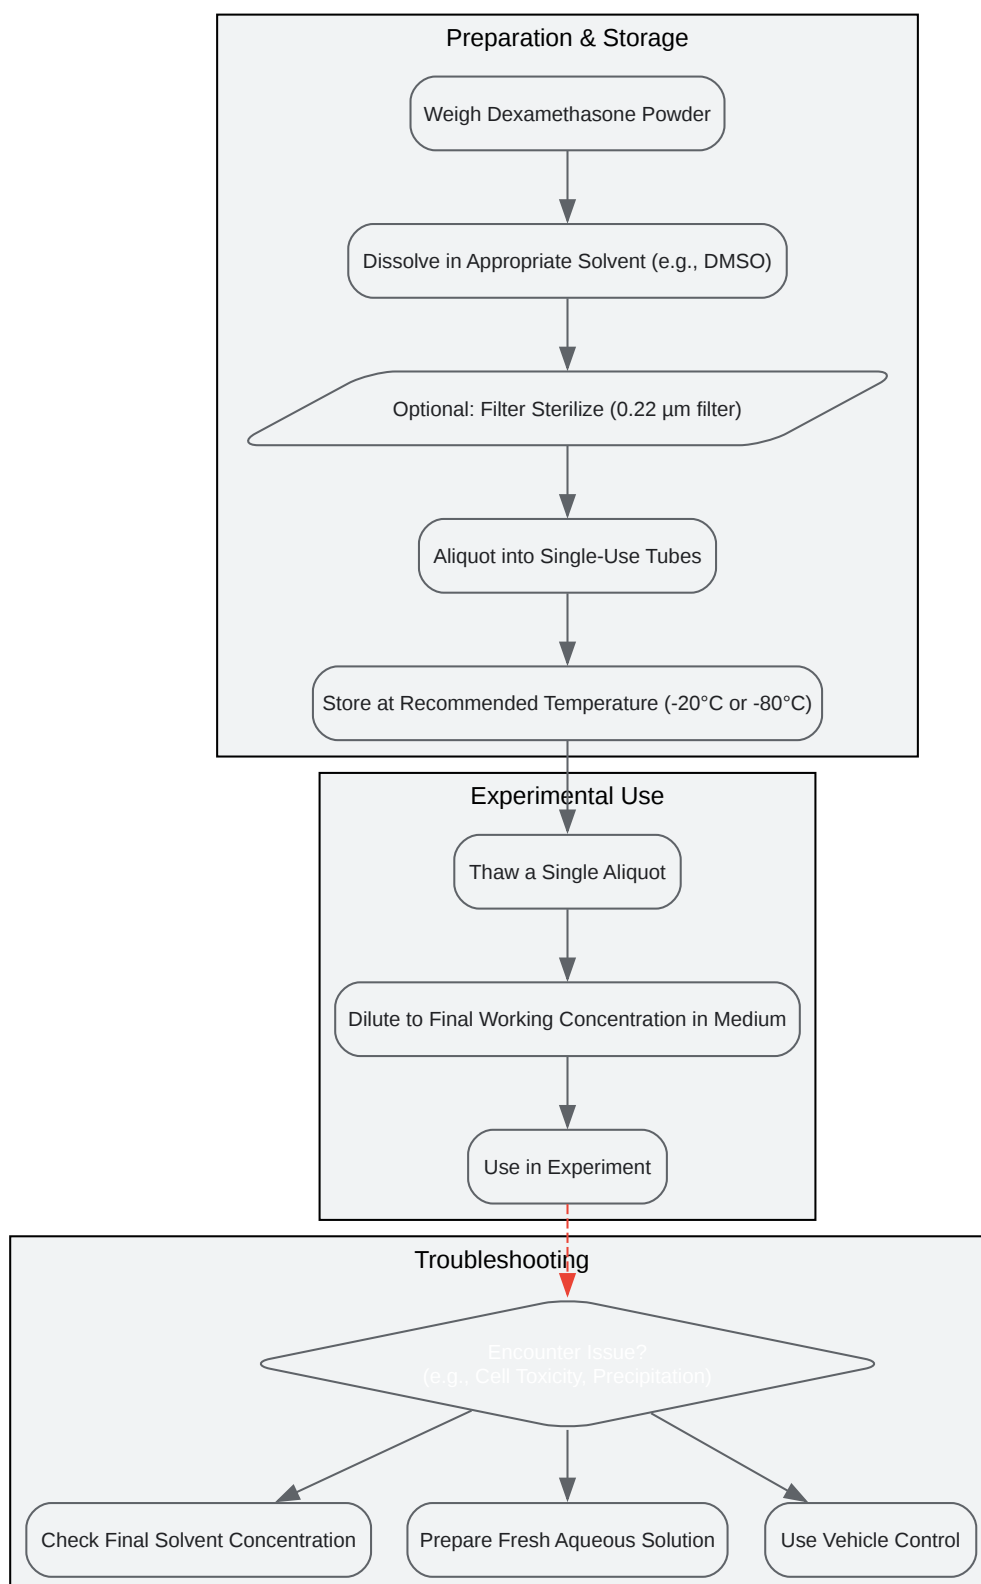 Preparation & Storage
Weigh Dexamethasone Powder
Dissolve in Appropriate Solvent (e.g., DMSO)
Optional: Filter Sterilize (0.22 µm filter)
Aliquot into Single-Use Tubes
Store at Recommended Temperature (-20°C or -80°C)
Experimental Use
Thaw a Single Aliquot
Dilute to Final Working Concentration in Medium
Use in Experiment
Troubleshooting
Encounter Issue?
(e.g., Cell Toxicity, Precipitation)
Check Final Solvent Concentration
Prepare Fresh Aqueous Solution
Use Vehicle Control